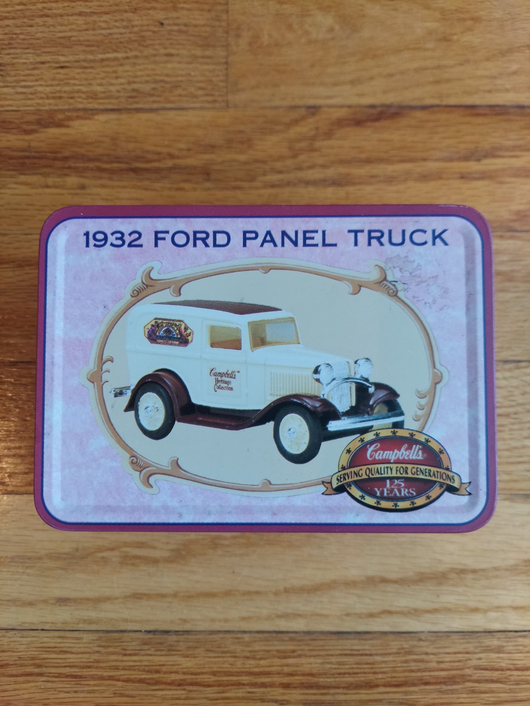 1932 FORD PANEL TRUCK
Campbell's
Heritage
Collection
Campbell's
SERVING QUALITY FOR GENERATIONS
125
YEARS